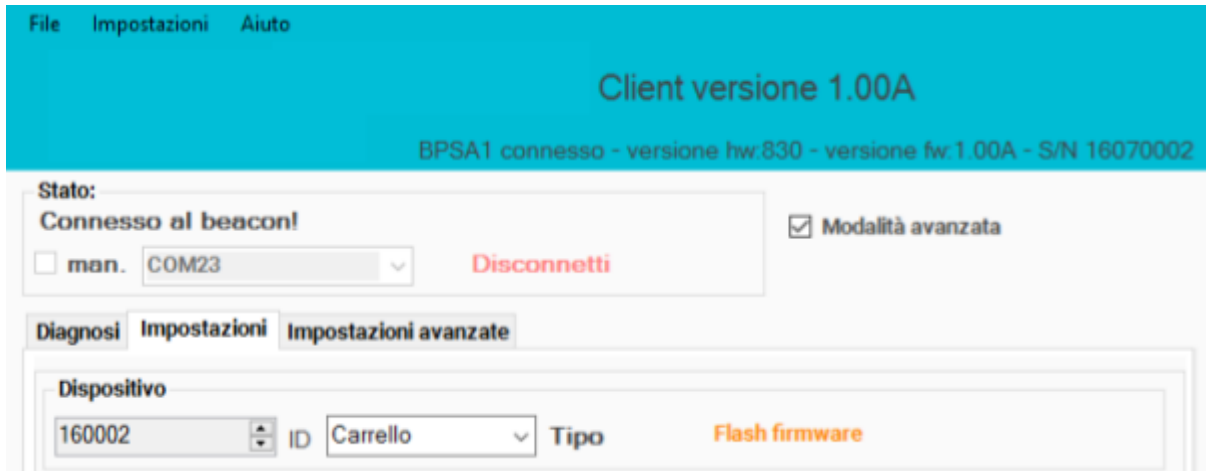 File Impostazioni Aiuto
Client versione 1.00A
BPSA1 connesso - versione hw:830 - versione fw:1.00A - S/N 16070002
Stato:
Connesso al beacon!
Modalità avanzata
man. COM23 Disconnetti
Diagnosi Impostazioni Impostazioni avanzate
Dispositivo
160002 ID Carrello Tipo Flash firmware